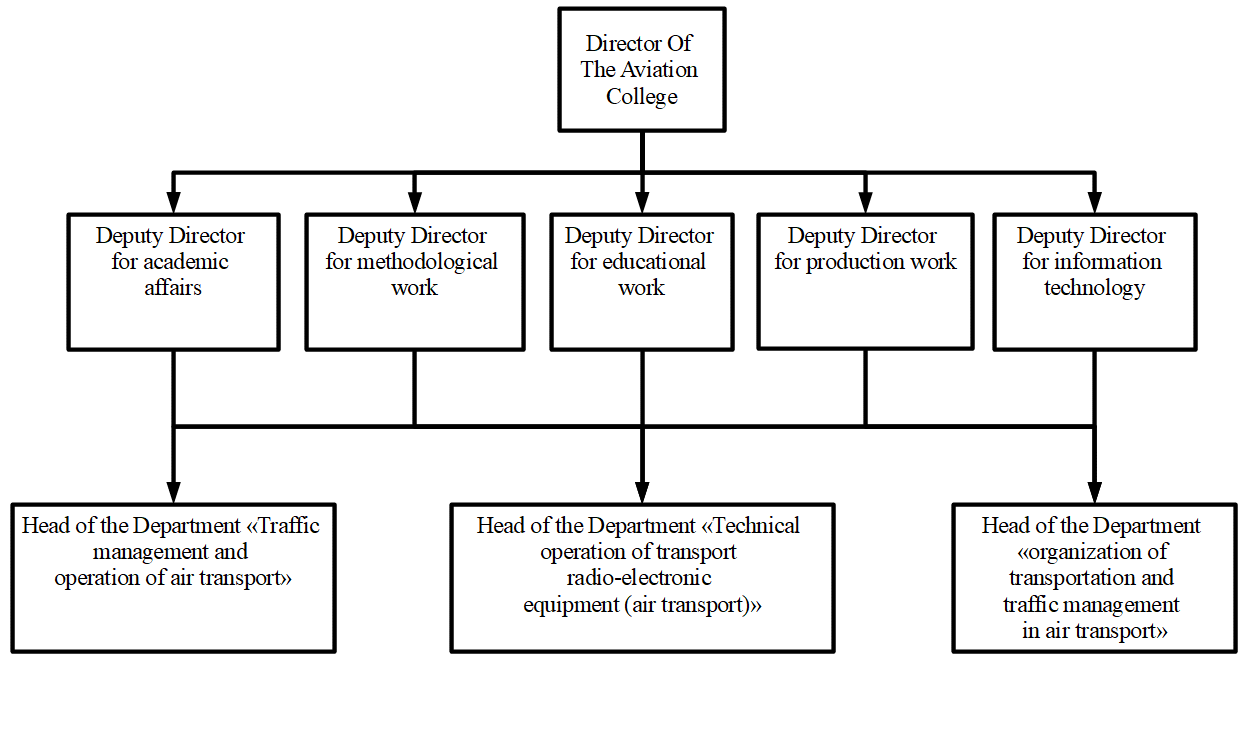 Director Of
The Aviation
College
Deputy Director
for academic
affairs
Deputy Director
for methodological
work
Deputy Director
for educational
work
Deputy Director
for production work
Deputy Director
for information
technology
Head of the Department «Traffic
management and
operation of air transport»
Head of the Department «Technical
operation of transport
radio-electronic
equipment (air transport)»
Head of the Department
«organization of
transportation and
traffic management
in air transport»